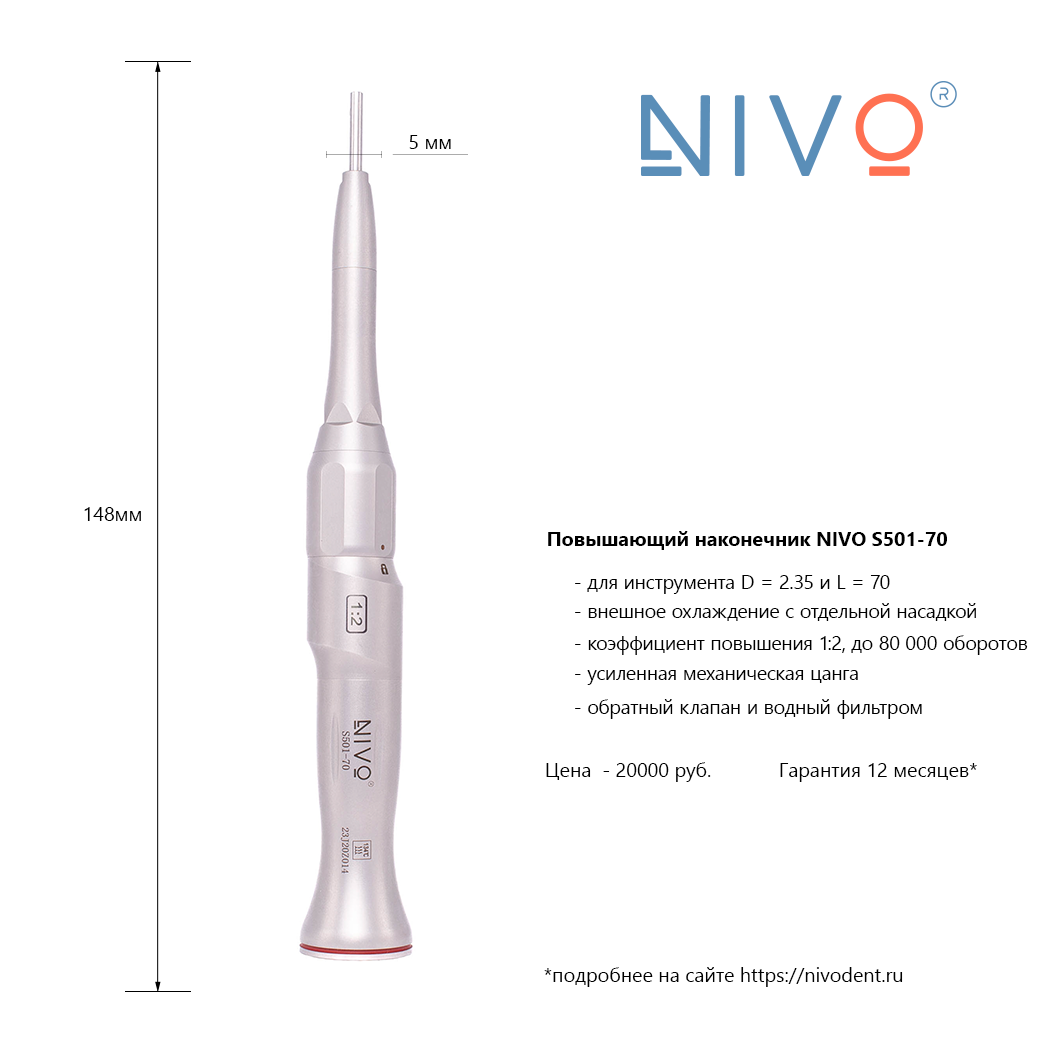 NIVO®
5 мм
148мм
Повышающий наконечник NIVO S501-70
- для инструмента D = 2.35 и L = 70
- внешное охлаждение с отдельной насадкой
- коэффициент повышения 1:2, до 80 000 оборотов
- усиленная механическая цанга
- обратный клапан и водный фильтром
Цена - 20000 руб.
Гарантия 12 месяцев*
1:2
NIVO®
S501-70
134°C
23J20Z014
*подробнее на сайте https://nivodent.ru